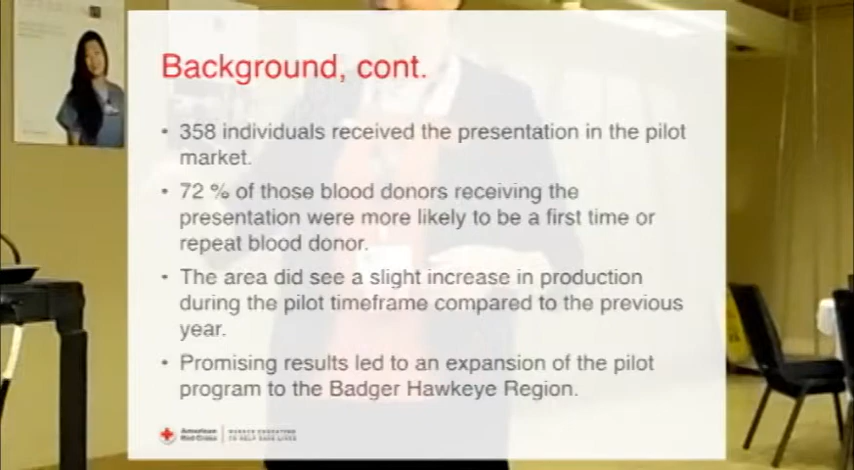 Background, cont.
• 358 individuals received the presentation in the pilot
market.
• 72 % of those blood donors receiving the
presentation were more likely to be a first time or
repeat blood donor.
• The area did see a slight increase in production
during the pilot timeframe compared to the previous
year.
• Promising results led to an expansion of the pilot
program to the Badger Hawkeye Region.
American
Red Cross